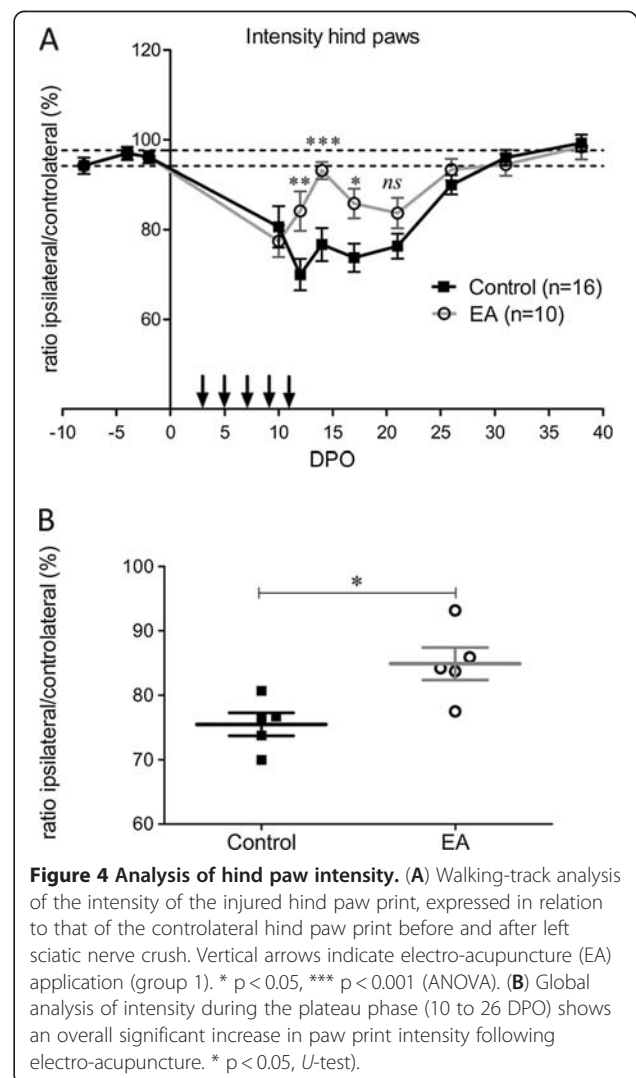 A
Intensity hind paws
ratio ipsilateral/controlateral (%)
120
100
80
60
***
**
*
ns
Control (n=16)
EA (n=10)
-10 -5 0 5 10 15 20 25 30 35 40
DPO
B
ratio ipsilateral/controlateral (%)
100
90
80
70
60
*
Control EA
Figure 4 Analysis of hind paw intensity. (A) Walking-track analysis
of the intensity of the injured hind paw print, expressed in relation
to that of the controlateral hind paw print before and after left
sciatic nerve crush. Vertical arrows indicate electro-acupuncture (EA)
application (group 1). * p < 0.05, *** p < 0.001 (ANOVA). (B) Global
analysis of intensity during the plateau phase (10 to 26 DPO) shows
an overall significant increase in paw print intensity following
electro-acupuncture. * p < 0.05, U-test).